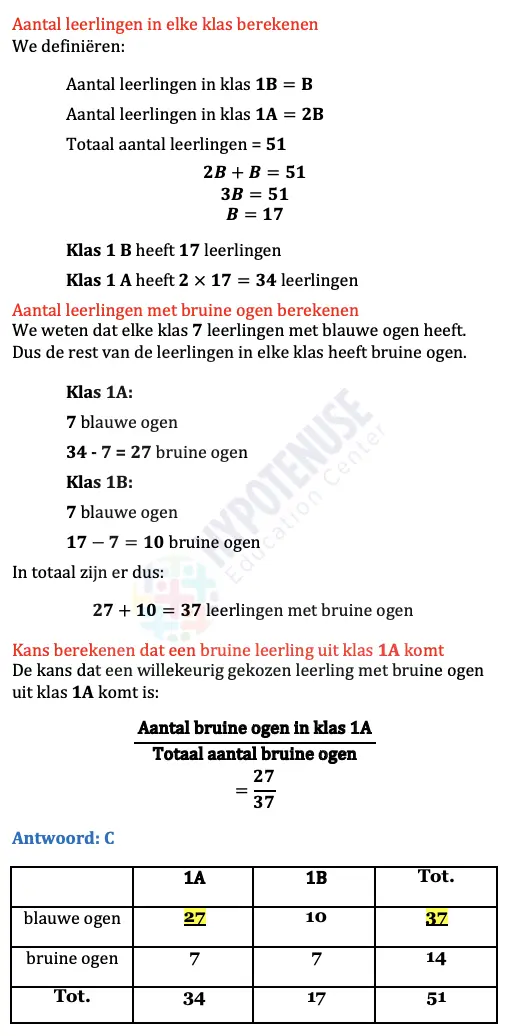 Aantal leerlingen in elke klas berekenen
We definiëren:
Aantal leerlingen in klas 1B = B
Aantal leerlingen in klas 1A = 2B
Totaal aantal leerlingen = 51
2B + B = 51
3B = 51
B = 17
Klas 1 B heeft 17 leerlingen
Klas 1 A heeft 2 × 17 = 34 leerlingen
Aantal leerlingen met bruine ogen berekenen
We weten dat elke klas 7 leerlingen met blauwe ogen heeft.
Dus de rest van de leerlingen in elke klas heeft bruine ogen.
Klas 1A:
7 blauwe ogen
34 - 7 = 27 bruine ogen
Klas 1B:
7 blauwe ogen
17 − 7 = 10 bruine ogen
In totaal zijn er dus:
27 + 10 = 37 leerlingen met bruine ogen
Kans berekenen dat een bruine leerling uit klas 1A komt
De kans dat een willekeurig gekozen leerling met bruine ogen
uit klas 1A komt is:
Aantal bruine ogen in klas 1A
Totaal aantal bruine ogen
= 27
37
Antwoord: C
1A 1B Tot.
blauwe ogen 27 10 37
bruine ogen 7 7 14
Tot. 34 17 51
HYPOTENUSE
Education Center